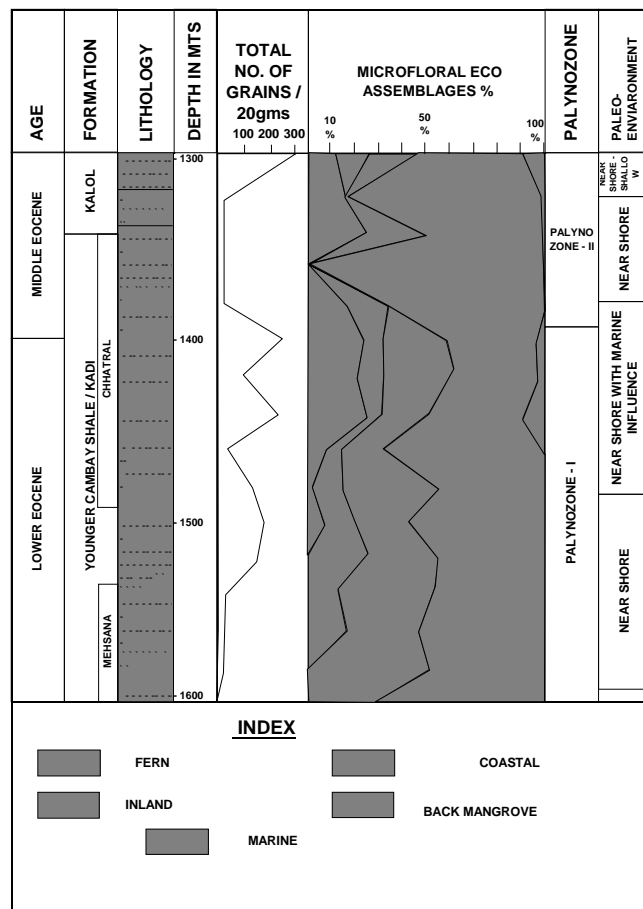 AGE
FORMATION
LITHOLOGY
DEPTH IN MTS
TOTAL
NO. OF
GRAINS /
20gms
100 200 300
MICROFLORAL ECO
ASSEMBLAGES %
10
%
50
%
100
%
PALYNOZONE
PALEO-
ENVIARONMENT
MIDDLE EOCENE
LOWER EOCENE
KALOL
YOUNGER CAMBAY SHALE / KADI
CHHATRAL
MEHSANA
1300
1400
1500
1600
PALYNO
ZONE - II
PALYNOZONE - I
NEAR
SHORE -
SHALLO
W
NEAR SHORE
NEAR SHORE WITH MARINE
INFLUENCE
NEAR SHORE
INDEX
FERN
COASTAL
INLAND
BACK MANGROVE
MARINE